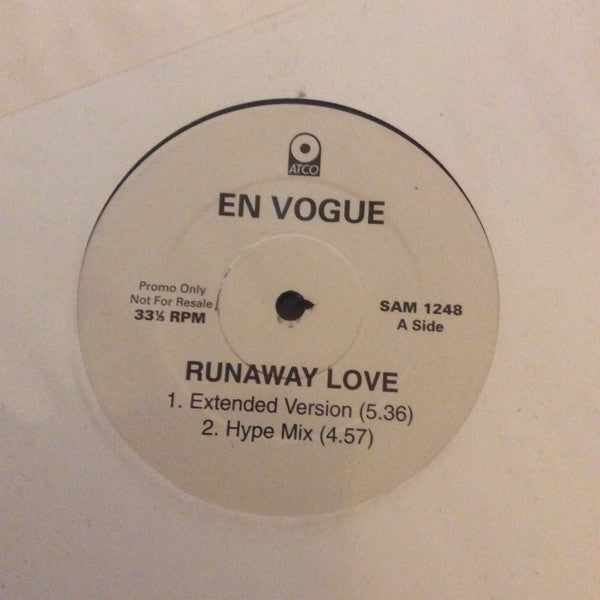 ATCO
EN VOGUE
Promo Only
Not For Resale
33⅓ RPM
SAM 1248
A Side
RUNAWAY LOVE
1. Extended Version (5.36)
2. Hype Mix (4.57)